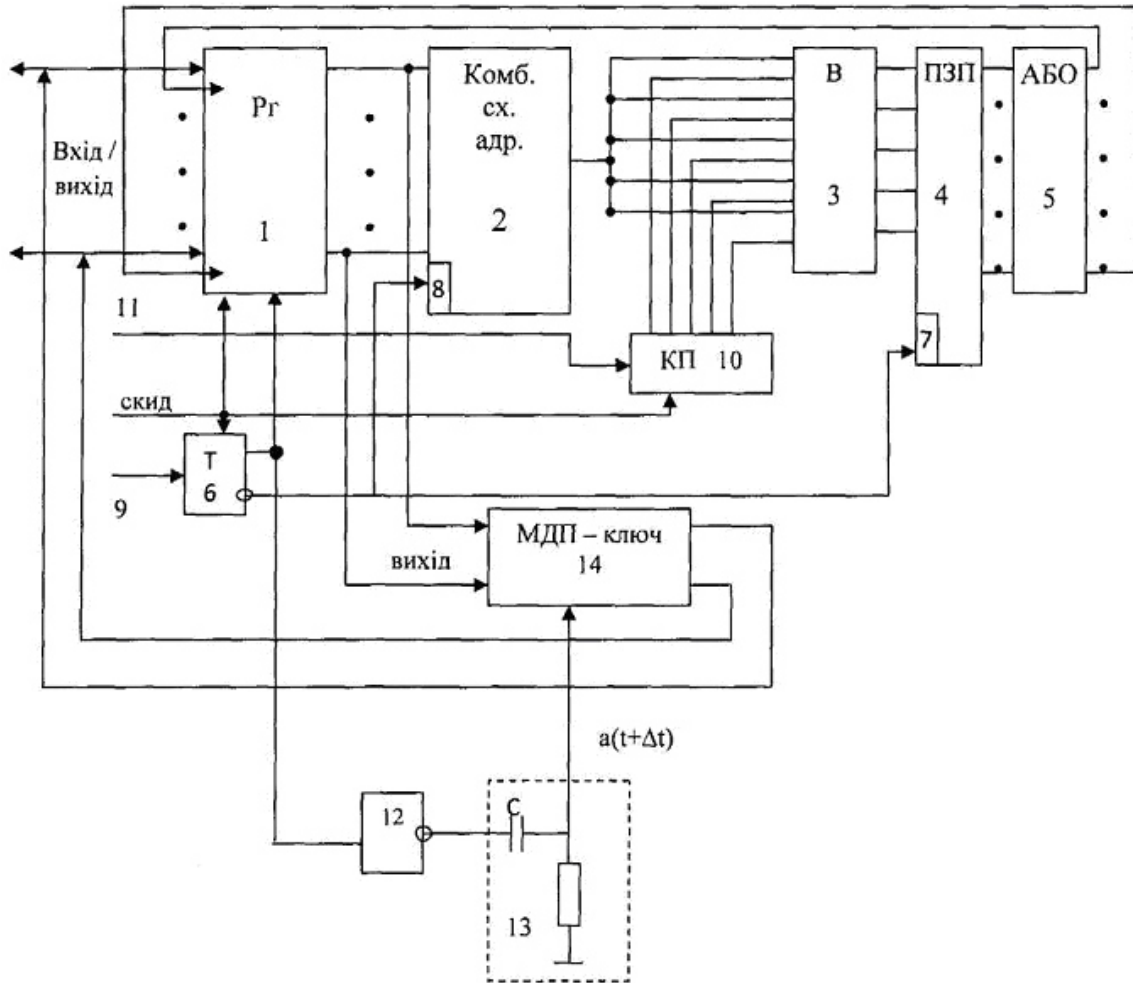 Вхід /
вихід
Рг
1
Комб.
сх.
адр.
2
В
3
ПЗП
4
АБО
5
8
7
11
КП 10
скид
Т
6
9
МДП – ключ
14
вихід
a(t+Δt)
12
С
13